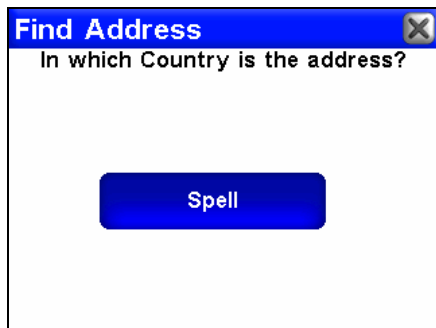 Find Address
In which Country is the address?
Spell